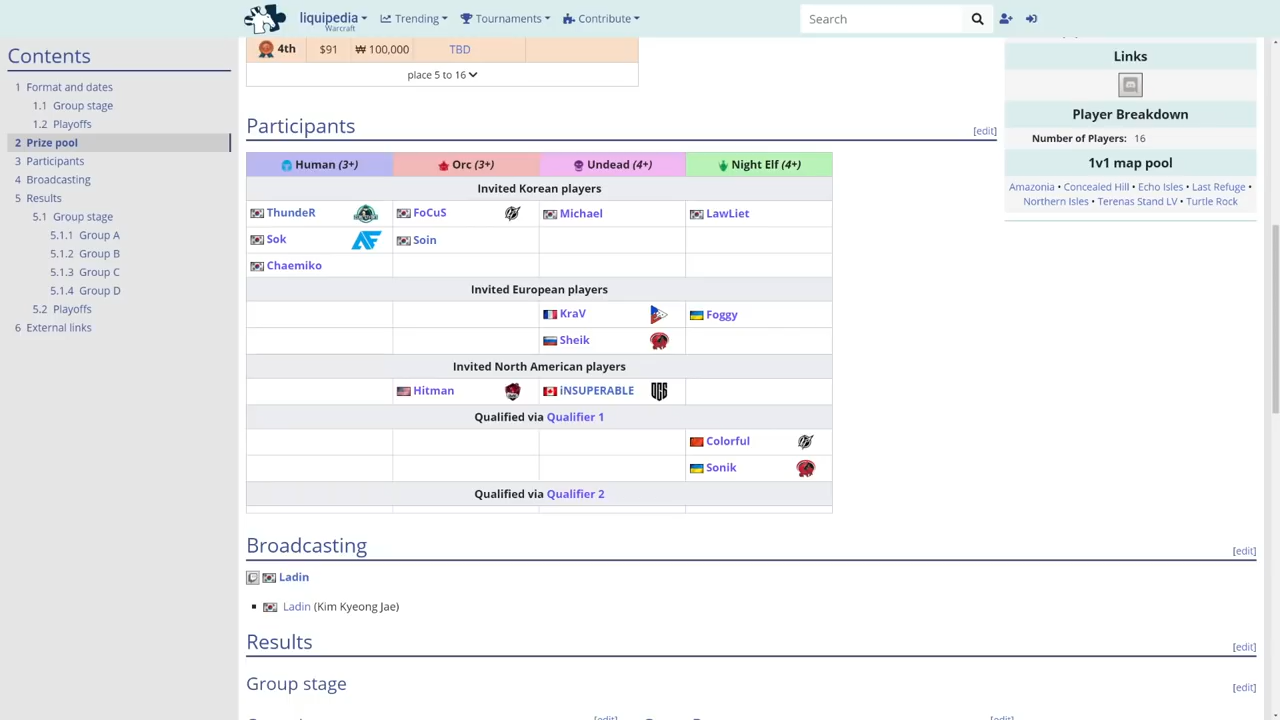 liquipedia
Warcraft
Trending
Tournaments
Contribute
Search
Contents
1 Format and dates
1.1 Group stage
1.2 Playoffs
2 Prize pool
3 Participants
4 Broadcasting
5 Results
5.1 Group stage
5.1.1 Group A
5.1.2 Group B
5.1.3 Group C
5.1.4 Group D
5.2 Playoffs
6 External links
4th $91 ₩ 100,000 TBD
place 5 to 16
Participants [edit]
Human (3+) Orc (3+) Undead (4+) Night Elf (4+)
Invited Korean players
ThundeR FoCuS Michael LawLiet
Sok Soin
Chaemiko
Invited European players
KraV Foggy
Sheik
Invited North American players
Hitman iNSUPERABLE
Qualified via Qualifier 1
Colorful
Sonik
Qualified via Qualifier 2
Broadcasting [edit]
Ladin
Ladin (Kim Kyeong Jae)
Results [edit]
Group stage [edit]
Links
Player Breakdown
Number of Players: 16
1v1 map pool
Amazonia • Concealed Hill • Echo Isles • Last Refuge •
Northern Isles • Terenas Stand LV • Turtle Rock